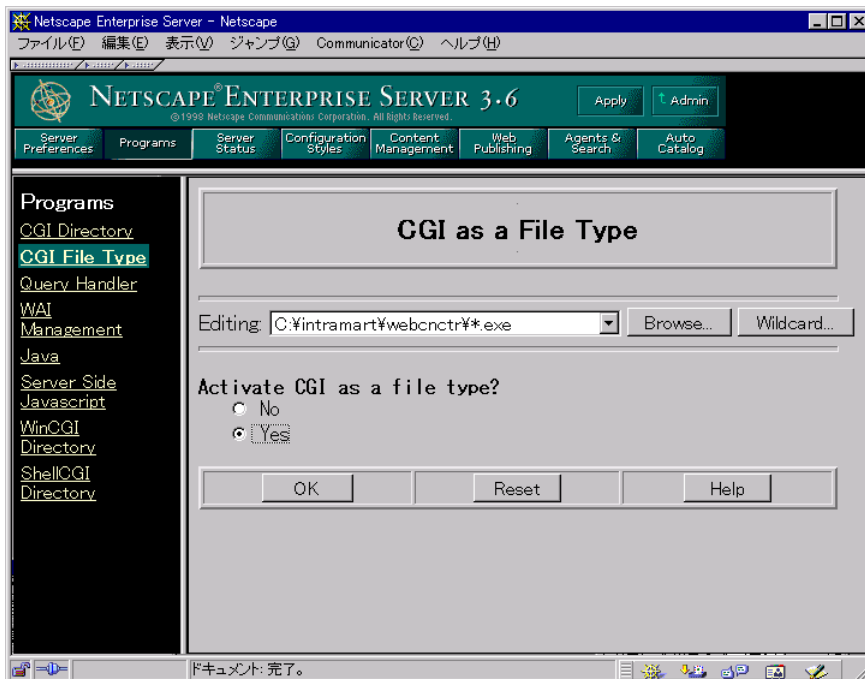 Netscape Enterprise Server - Netscape
ファイル(F) 編集(E) 表示(V) ジャンプ(G) Communicator(C) ヘルプ(H)
NETSCAPE® ENTERPRISE SERVER 3.6
©1998 Netscape Communications Corporation. All Rights Reserved.
Apply
Admin
Server Preferences
Programs
Server Status
Configuration Styles
Content Management
Web Publishing
Agents & Search
Auto Catalog
Programs
CGI Directory
CGI File Type
Query Handler
WAI
Management
Java
Server Side
Javascript
WinCGI
Directory
ShellCGI
Directory
CGI as a File Type
Editing: C:¥intramart¥webcnctr¥*.exe Browse... Wildcard...
Activate CGI as a file type?
No
Yes
OK Reset Help
ドキュメント: 完了。